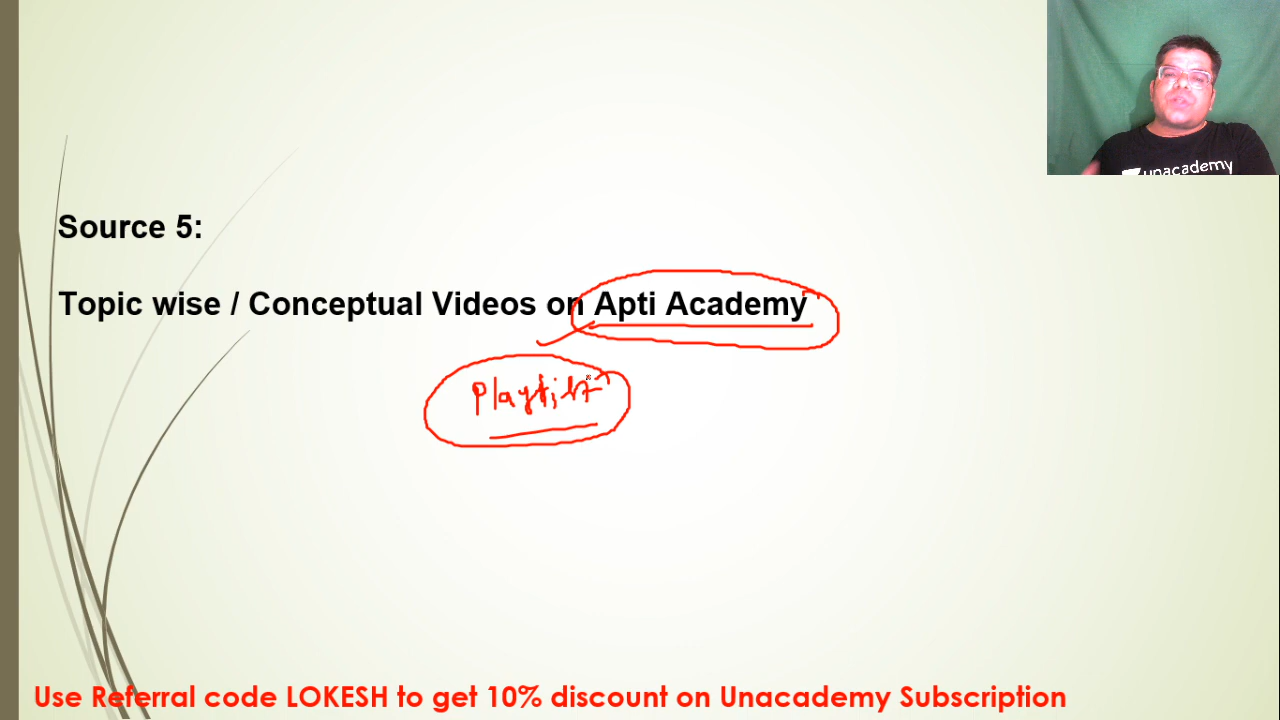 unacademy
Source 5:
Topic wise / Conceptual Videos on Apti Academy
Playlist
Use Referral code LOKESH to get 10% discount on Unacademy Subscription